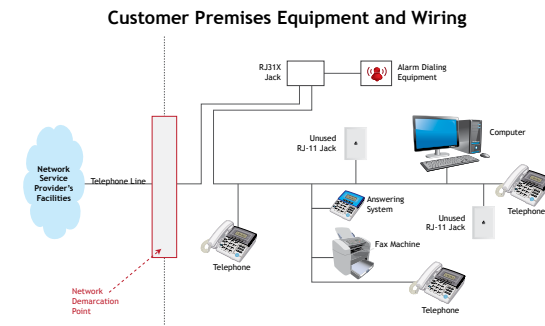 Customer Premises Equipment and Wiring
RJ31X
Jack
Alarm Dialing
Equipment
Unused
RJ-11 Jack
Computer
Network
Service
Provider's
Facilities
Telephone Line
Answering
System
Telephone
Unused
RJ-11 Jack
Fax Machine
Telephone
Network
Demarcation
Point
Telephone